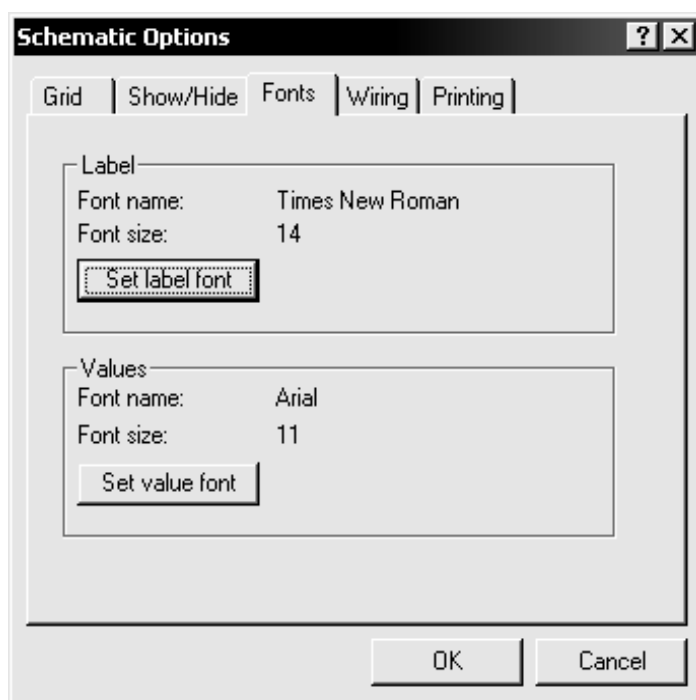 Schematic Options
Grid Show/Hide Fonts Wiring Printing
Label
Font name: Times New Roman
Font size: 14
Set label font
Values
Font name: Arial
Font size: 11
Set value font
OK Cancel